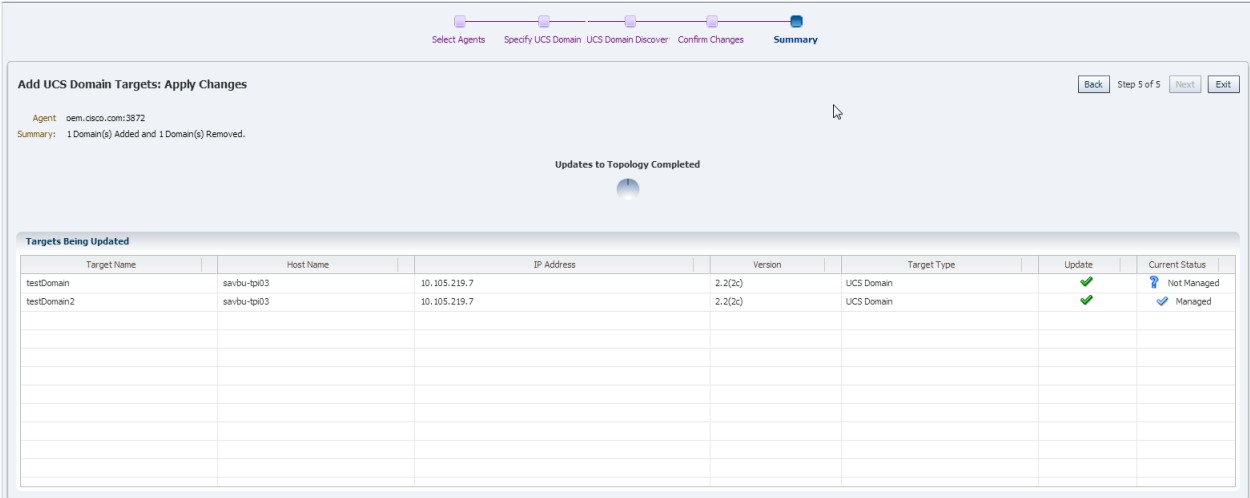 Select Agents Specify UCS Domain UCS Domain Discover Confirm Changes Summary
Add UCS Domain Targets: Apply Changes Back Step 5 of 5 Next Exit
Agent oem.cisco.com:3872
Summary: 1 Domain(s) Added and 1 Domain(s) Removed.
Updates to Topology Completed
Targets Being Updated
Target Name Host Name IP Address Version Target Type Update Current Status
testDomain savbu-tpi03 10.105.219.7 2.2(2c) UCS Domain Not Managed
testDomain2 savbu-tpi03 10.105.219.7 2.2(2c) UCS Domain Managed